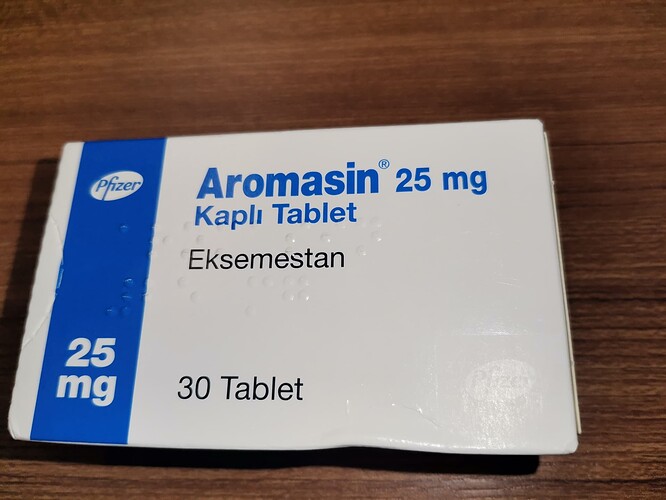 Pfizer
Aromasin® 25 mg
Kaplı Tablet
Eksemestan
25
mg
30 Tablet
Pfizer